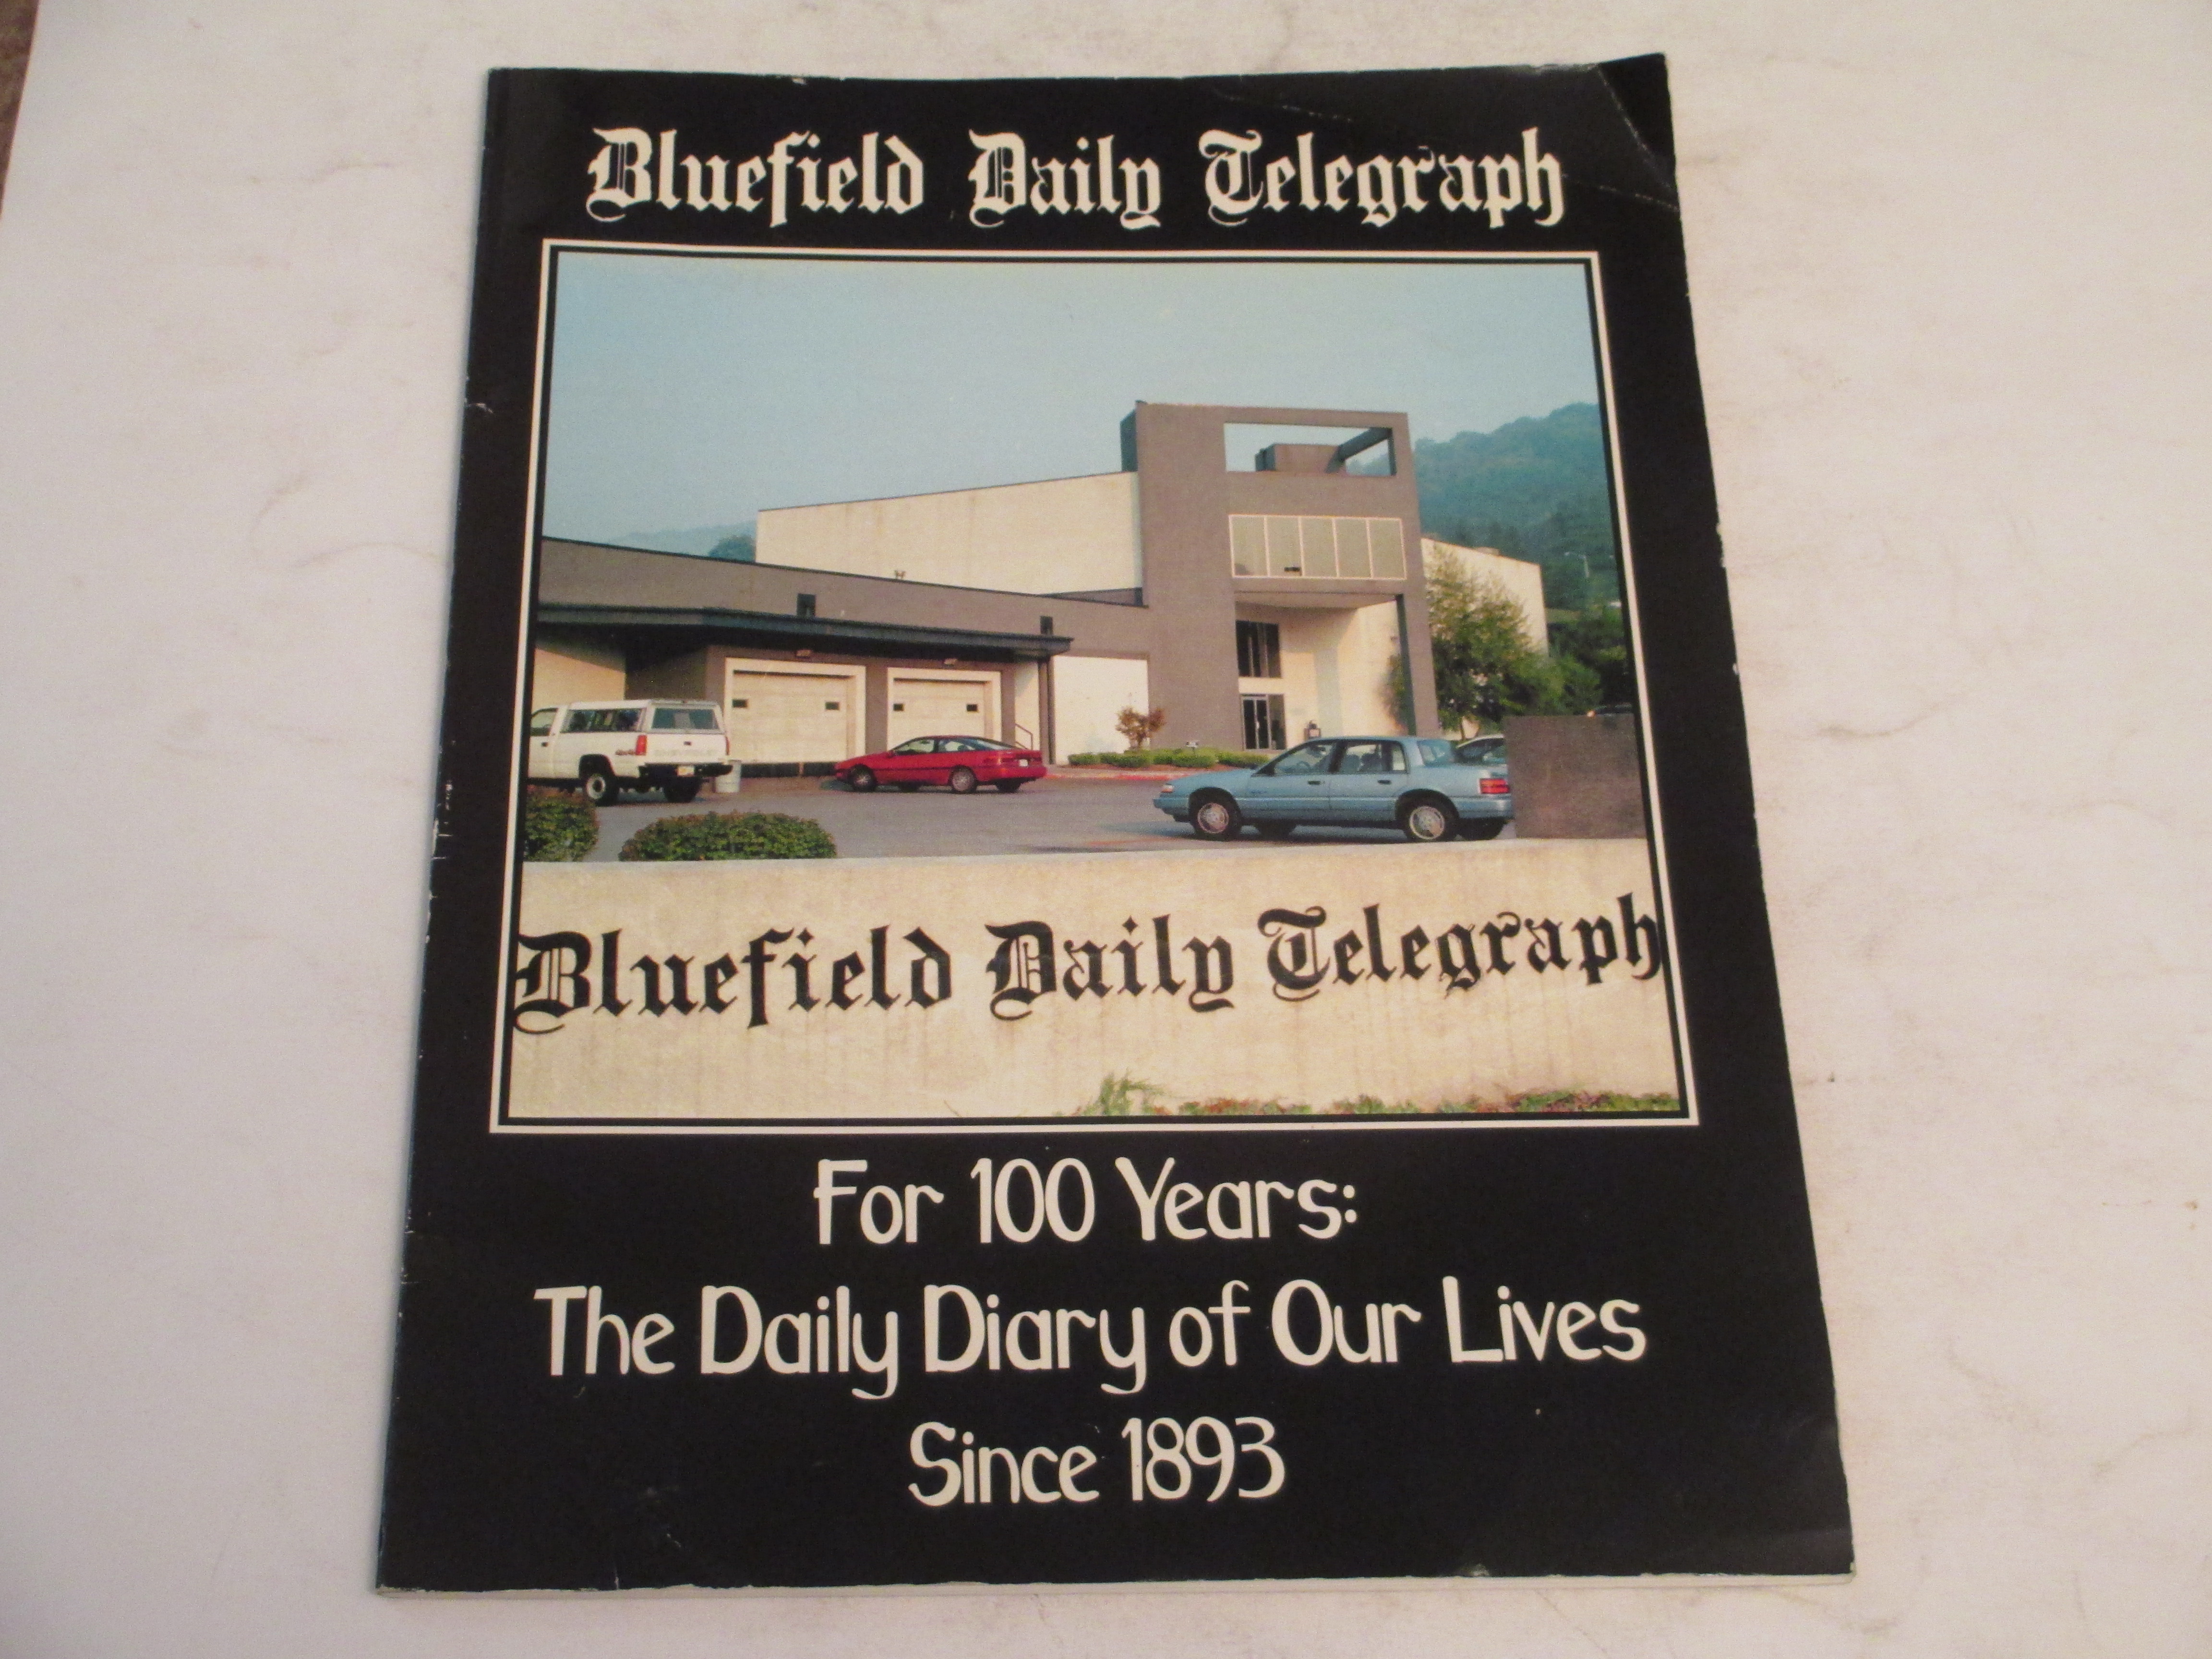 Bluefield Daily Telegraph
Bluefield Daily Telegraph
For 100 Years:
The Daily Diary of Our Lives
Since 1893